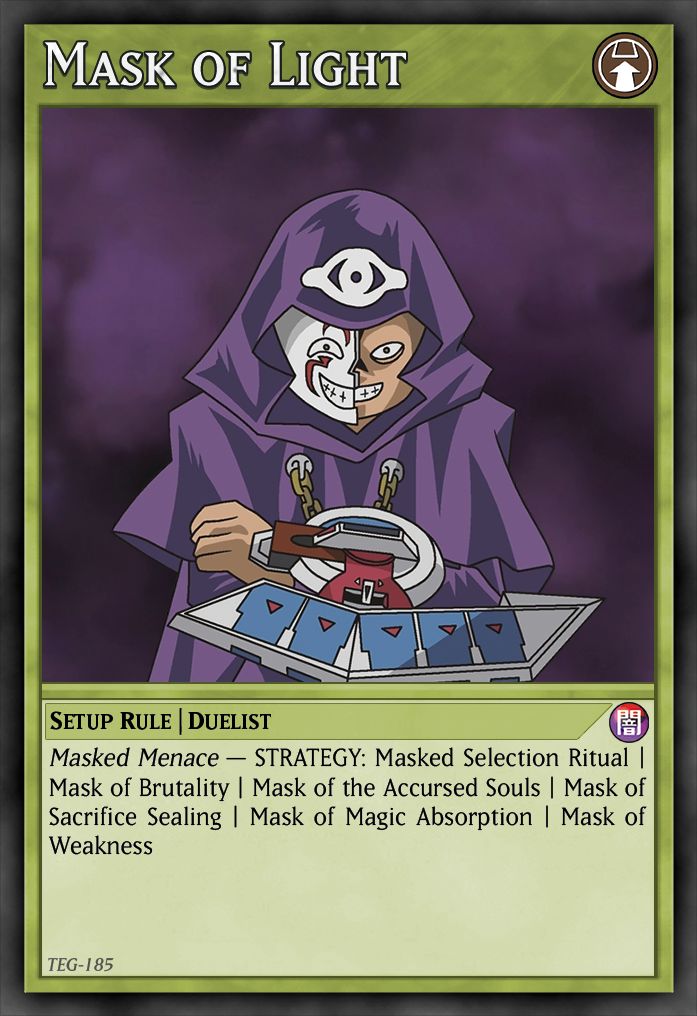 Mask of Light
Setup Rule | Duelist
闇
Masked Menace — STRATEGY: Masked Selection Ritual |
Mask of Brutality | Mask of the Accursed Souls | Mask of
Sacrifice Sealing | Mask of Magic Absorption | Mask of
Weakness
TEG-185